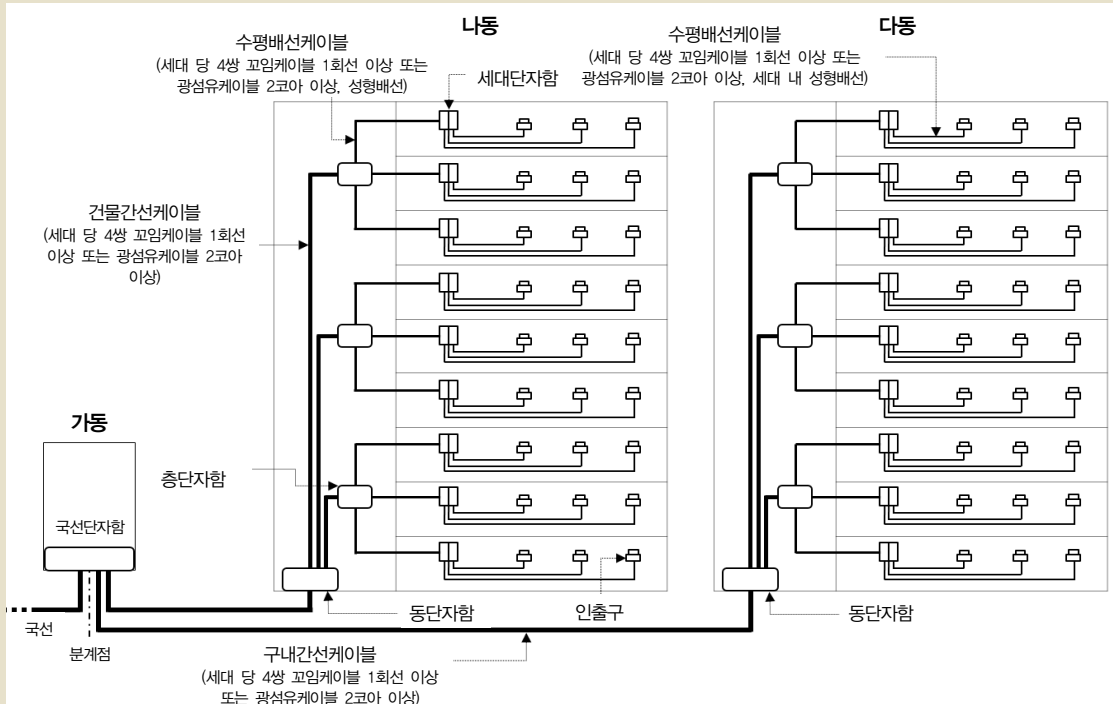 나동
다동
수평배선케이블
(세대 당 4쌍 꼬임케이블 1회선 이상 또는
광섬유케이블 2코아 이상, 성형배선)
세대단자함
수평배선케이블
(세대 당 4쌍 꼬임케이블 1회선 이상 또는
광섬유케이블 2코아 이상, 세대 내 성형배선)
건물간선케이블
(세대 당 4쌍 꼬임케이블 1회선
이상 또는 광섬유케이블 2코아
이상)
가동
층단자함
국선단자함
국선
분계점
동단자함
인출구
동단자함
구내간선케이블
(세대 당 4쌍 꼬임케이블 1회선 이상
또는 광섬유케이블 2코아 이상)